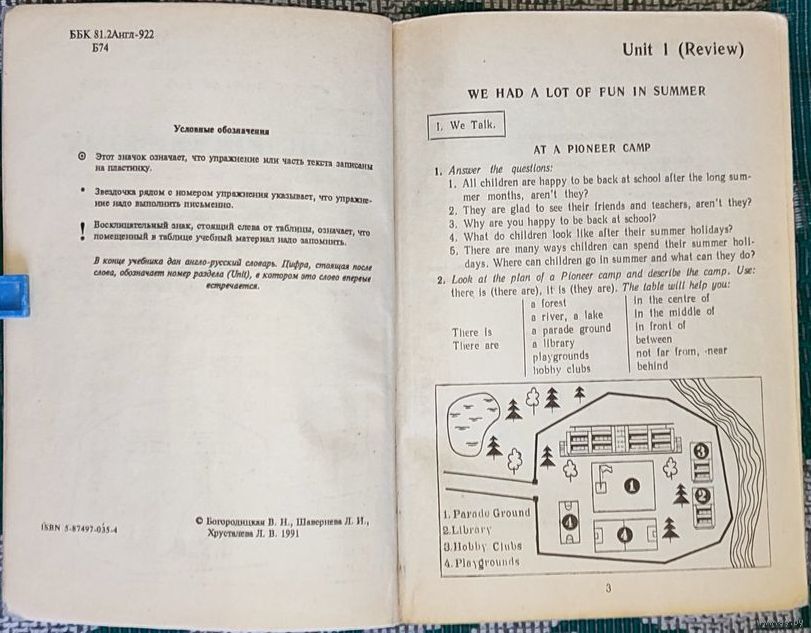 ББК 81.2Англ-922
Б74
Условные обозначения
Этот значок означает, что упражнение или часть текста записаны
на пластинку.
* Звездочка рядом с номером упражнения указывает, что упражне-
ние надо выполнить письменно.
! Восклицательный знак, стоящий слева от таблицы, означает, что
помещенный в таблице учебный материал надо запомнить.
В конце учебника дан англо-русский словарь. Цифра, стоящая после
слова, обозначает номер раздела (Unit), в котором это слово впервые
встречается.
ISBN 5-87497-035-4
© Богородицкая В. Н., Шавернева Л. И.,
Хрусталева Л. В. 1991
Unit 1 (Review)
WE HAD A LOT OF FUN IN SUMMER
I. We Talk.
AT A PIONEER CAMP
1. Answer the questions:
1. All children are happy to be back at school after the long sum-
mer months, aren't they?
2. They are glad to see their friends and teachers, aren't they?
3. Why are you happy to be back at school?
4. What do children look like after their summer holidays?
5. There are many ways children can spend their summer holi-
days. Where can children go in summer and what can they do?
2. Look at the plan of a Pioneer camp and describe the camp. Use:
there is (there are), it is (they are). The table will help you:
There is
There are
a forest
a river, a lake
a parade ground
a library
playgrounds
hobby clubs
in the centre of
in the middle of
in front of
between
not far from, near
behind
3
1
2
4
4
1. Parade Ground
2. Library
3. Hobby Clubs
4. Playgrounds
3